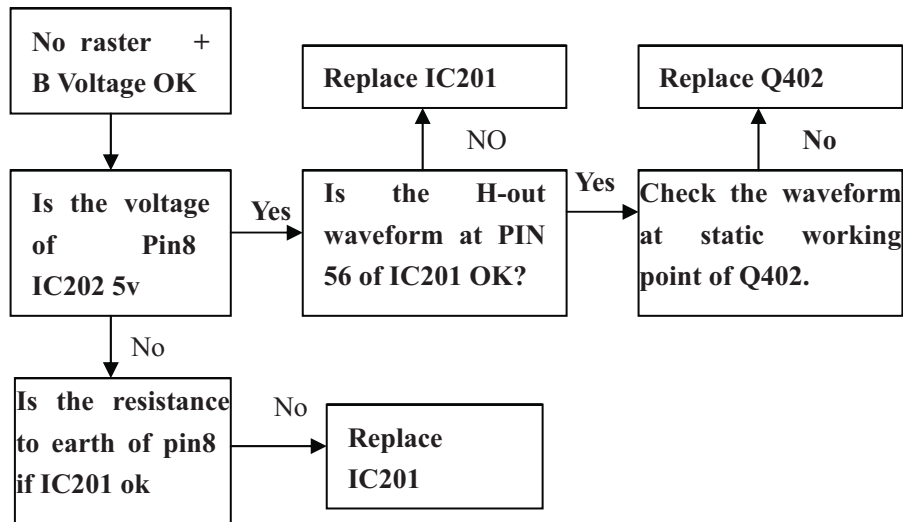 No raster +
B Voltage OK
Replace IC201
Replace Q402
NO
No
Is the voltage
of Pin8
IC202 5v
Yes
Is the H-out
waveform at PIN
56 of IC201 OK?
Yes
Check the waveform
at static working
point of Q402.
No
Is the resistance
to earth of pin8
if IC201 ok
No
Replace
IC201